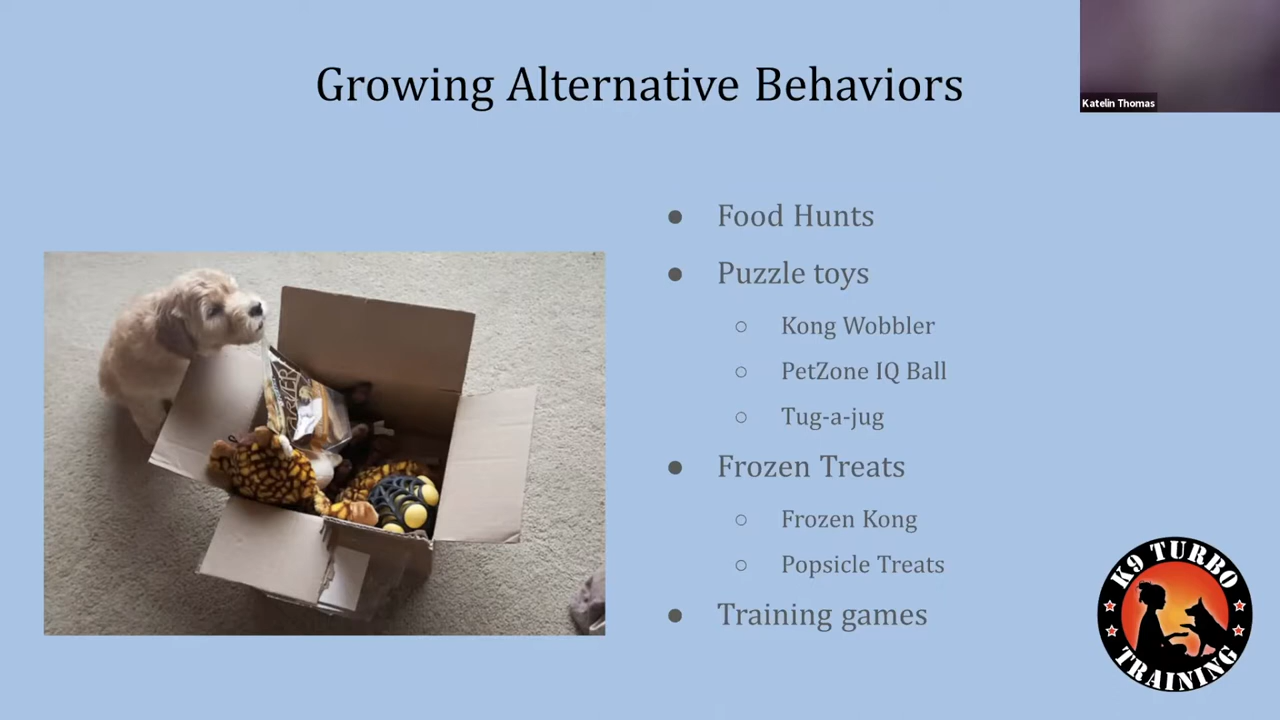 Growing Alternative Behaviors
Katelin Thomas
● Food Hunts
● Puzzle toys
○ Kong Wobbler
○ PetZone IQ Ball
○ Tug-a-jug
● Frozen Treats
○ Frozen Kong
○ Popsicle Treats
● Training games
K9 TURBO
TRAINING